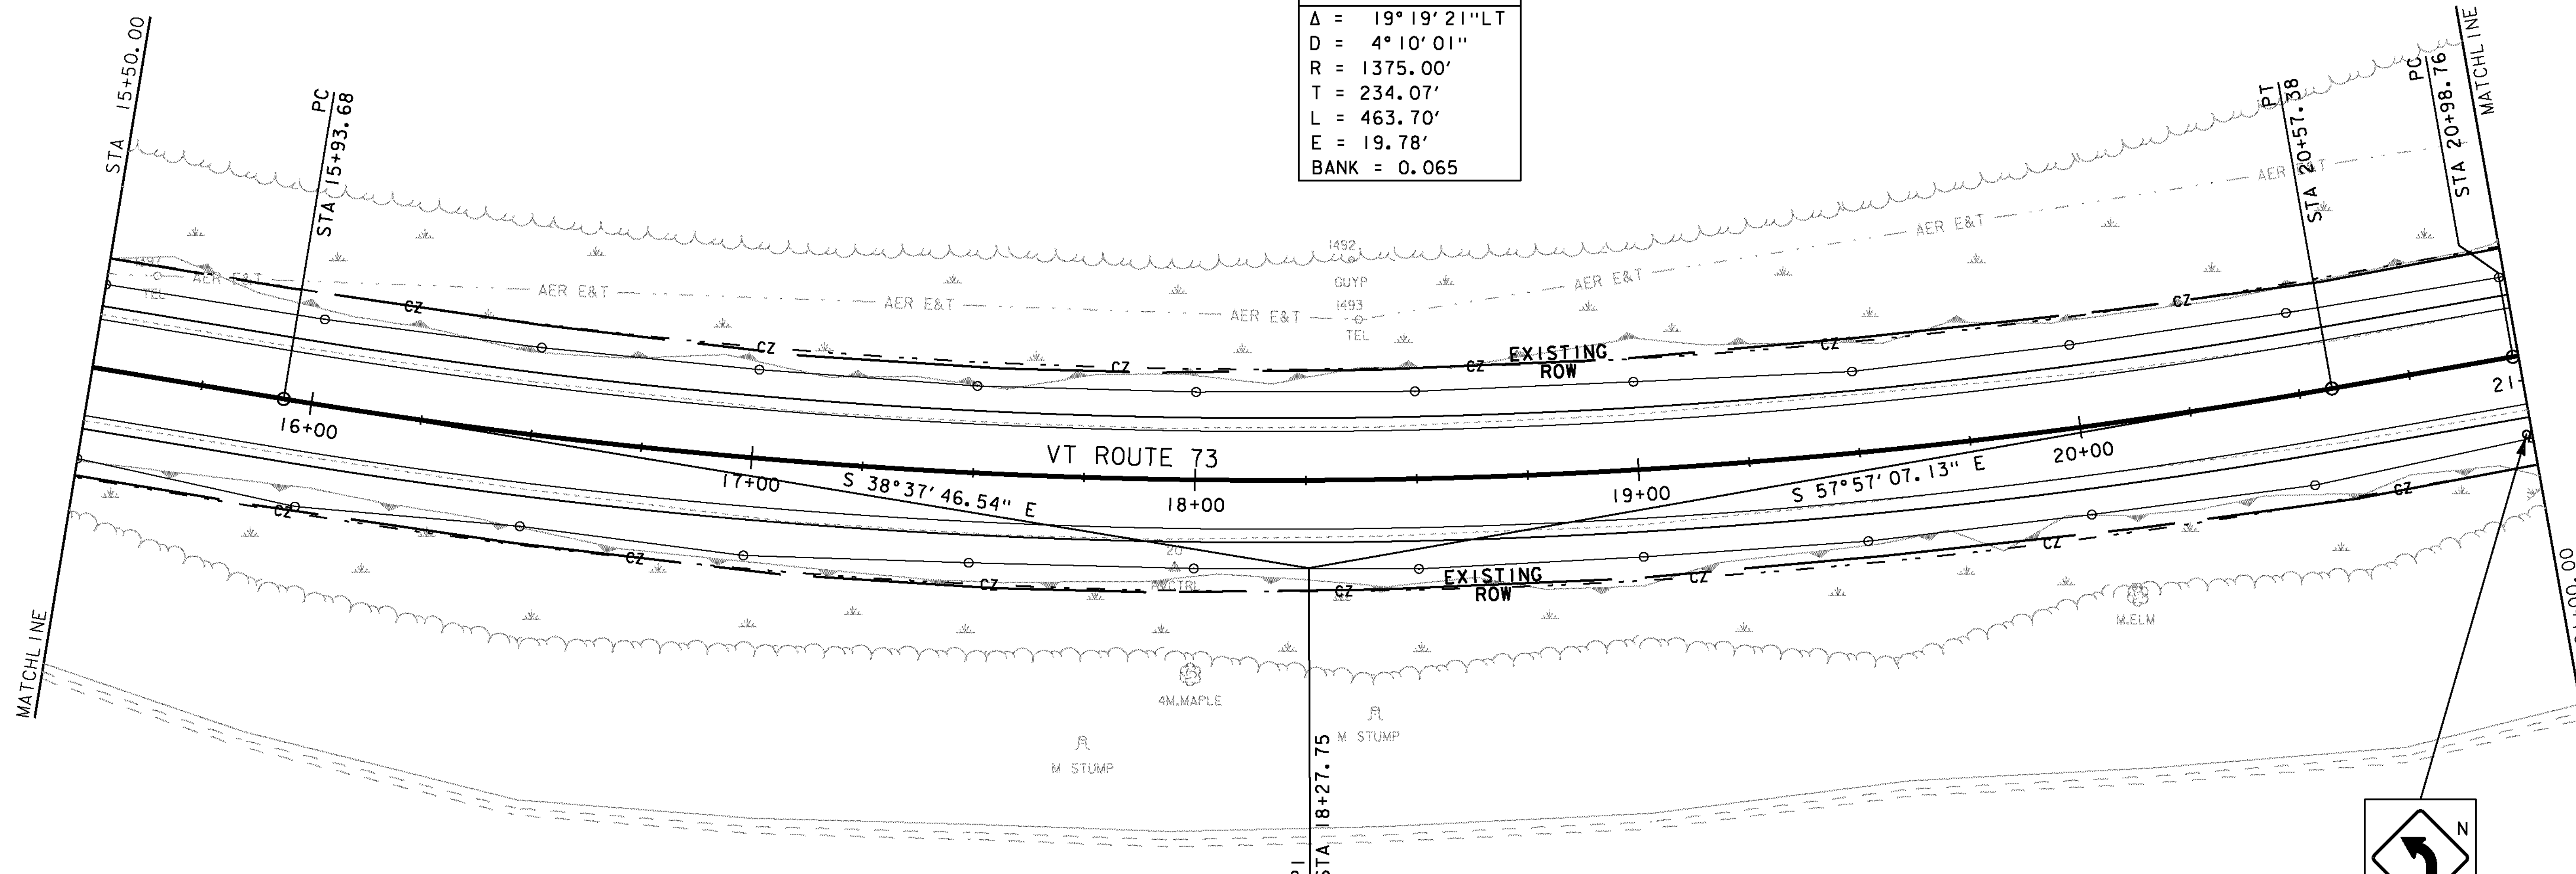 Δ = 19°19'21"LT
D = 4°10'01"
R = 1375.00'
T = 234.07'
L = 463.70'
E = 19.78'
BANK = 0.065
STA 15+50.00
MATCHLINE
PC
STA 15+93.68
PT
STA 20+57.38
PC
STA 20+98.76
MATCHLINE
1492
GUYP
1493
TEL
TEL
AER E&T
AER E&T
AER E&T
AER E&T
AER E&T
AER E&T
AER E&T
CZ
CZ
CZ
CZ
CZ
CZ
EXISTING
ROW
VT ROUTE 73
16+00
17+00
18+00
19+00
20+00
21
S 38°37'46.54" E
S 57°57'07.13" E
20
CZ
CZ
CZ
CZ
CZ
CZ
CZ
EXISTING
ROW
4M.MAPLE
M STUMP
M STUMP
M.ELM
STA 18+27.75
N